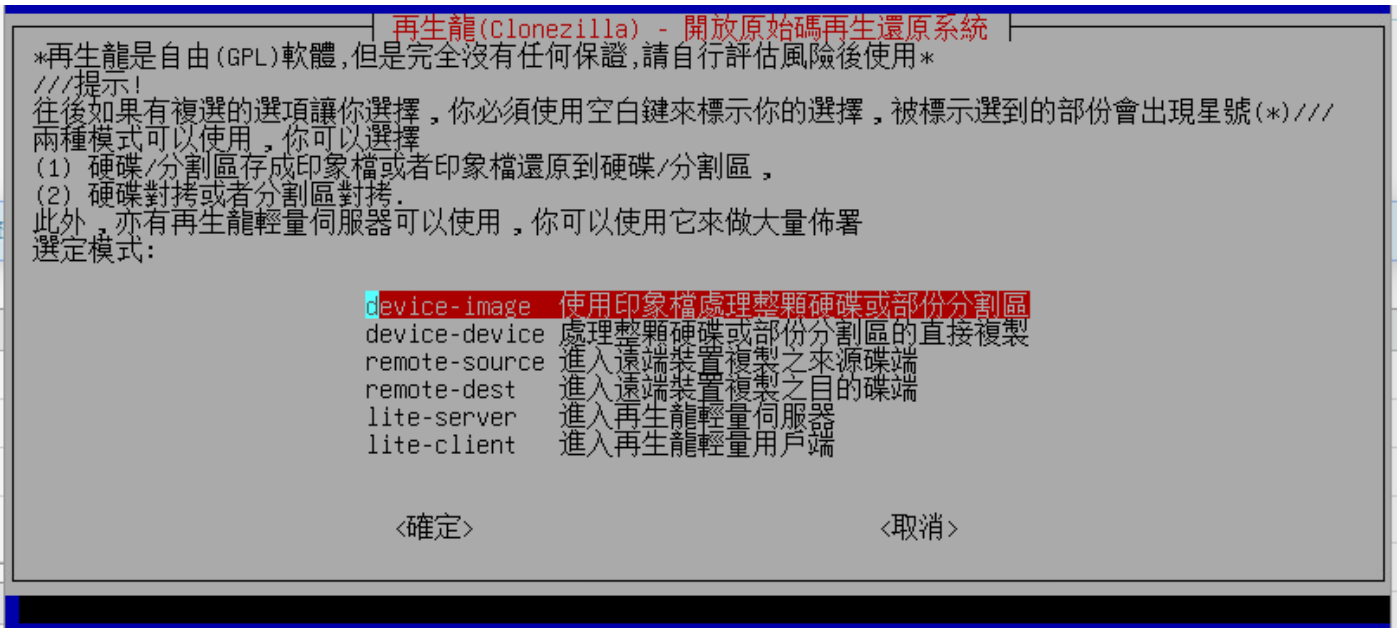 再生龍(Clonezilla) - 開放原始碼再生還原系統
*再生龍是自由(GPL)軟體,但是完全沒有任何保證,請自行評估風險後使用*
///提示!
往後如果有複選的選項讓你選擇，你必須使用空白鍵來標示你的選擇，被標示選到的部份會出現星號(*)///
兩種模式可以使用，你可以選擇
(1) 硬碟/分割區存成印象檔或者印象檔還原到硬碟/分割區，
(2) 硬碟對拷或者分割區對拷.
此外，亦有再生龍輕量伺服器可以使用，你可以使用它來做大量佈署
選定模式:
device-image 使用印象檔處理整顆硬碟或部份分割區
device-device 處理整顆硬碟或部份分割區的直接複製
remote-source 進入遠端裝置複製之來源碟端
remote-dest 進入遠端裝置複製之目的碟端
lite-server 進入再生龍輕量伺服器
lite-client 進入再生龍輕量用戶端
<確定> <取消>